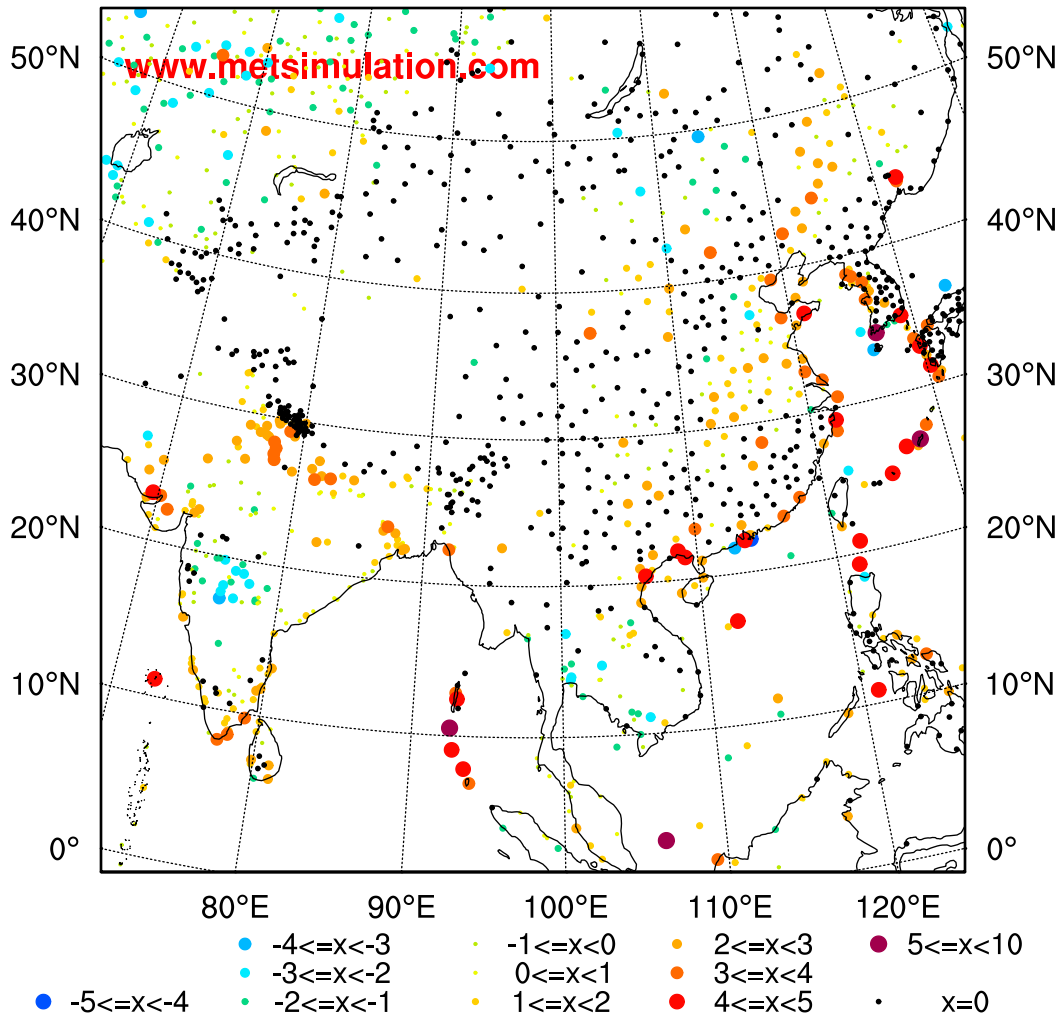 50°N 50°N
www.metsimulation.com
40°N 40°N
30°N 30°N
20°N 20°N
10°N 10°N
0° 0°
80°E 90°E 100°E 110°E 120°E
-4<=x<-3 -1<=x<0 2<=x<3 5<=x<10
-3<=x<-2 0<=x<1 3<=x<4
-5<=x<-4 -2<=x<-1 1<=x<2 4<=x<5 x=0